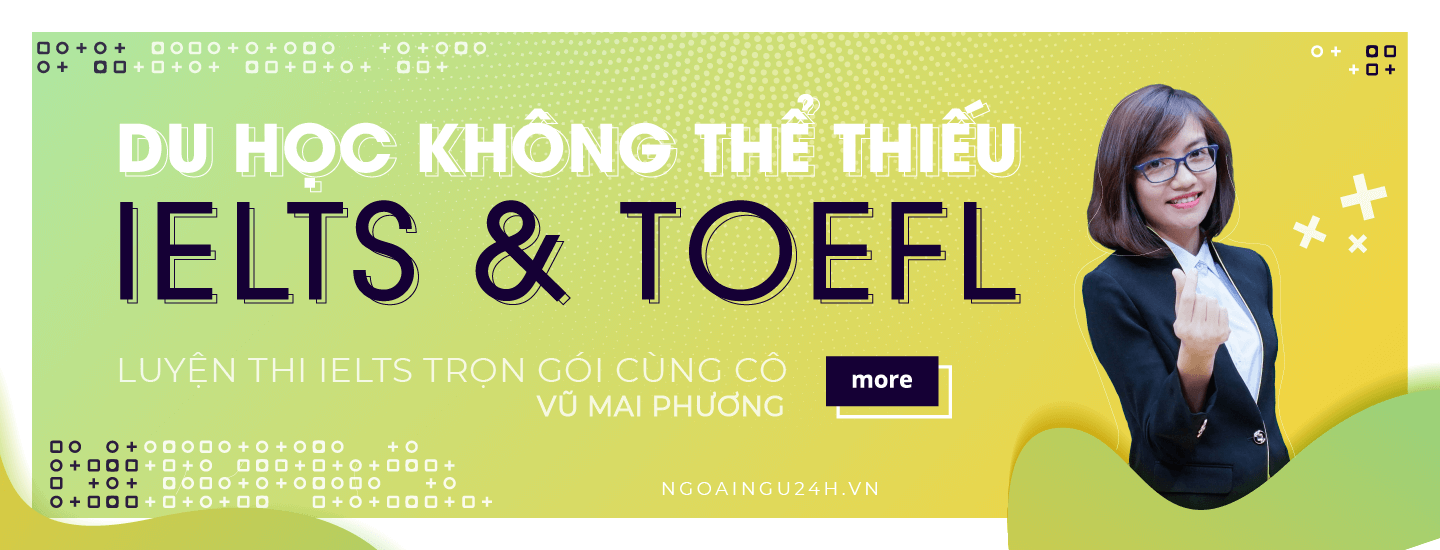 DU HỌC KHÔNG THỂ THIẾU
IELTS & TOEFL
LUYỆN THI IELTS TRỌN GÓI CÙNG CÔ
VŨ MAI PHƯƠNG
more
NGOAINGU24H.VN